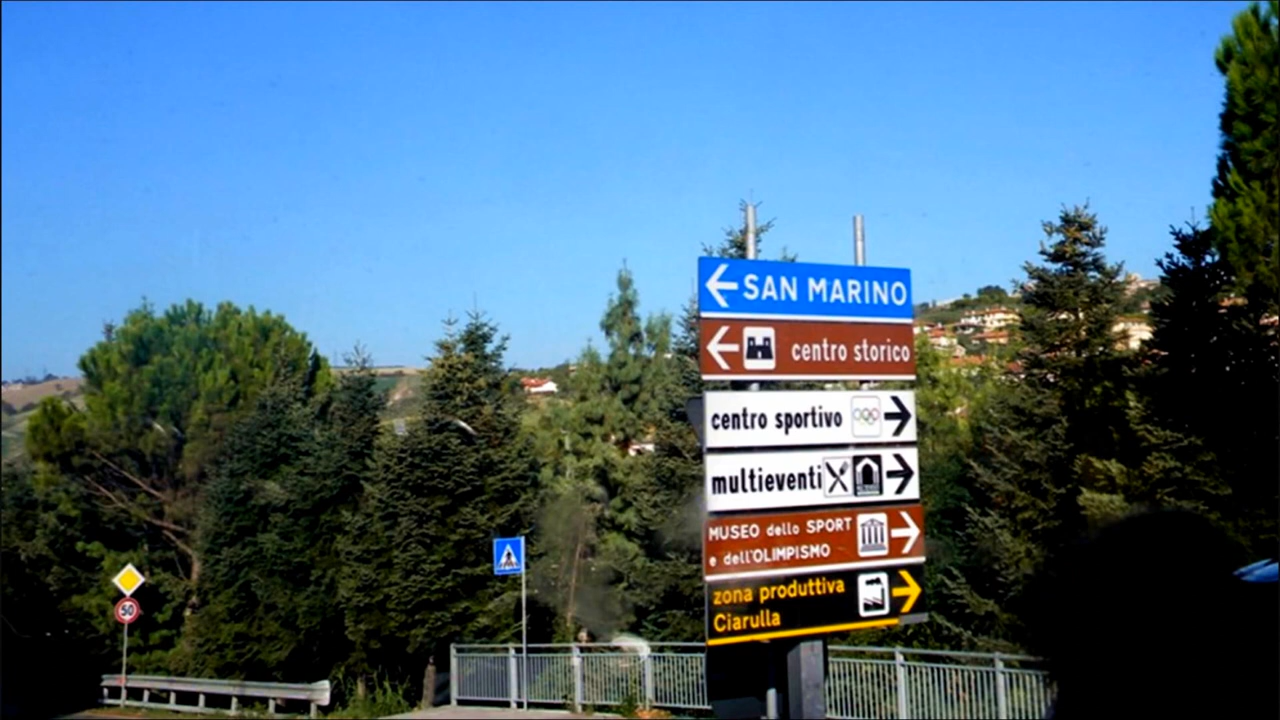 SAN MARINO
centro storico
centro sportivo
multieventi
MUSEO dello SPORT
e dell'OLIMPISMO
zona produttiva
Ciarulla
50